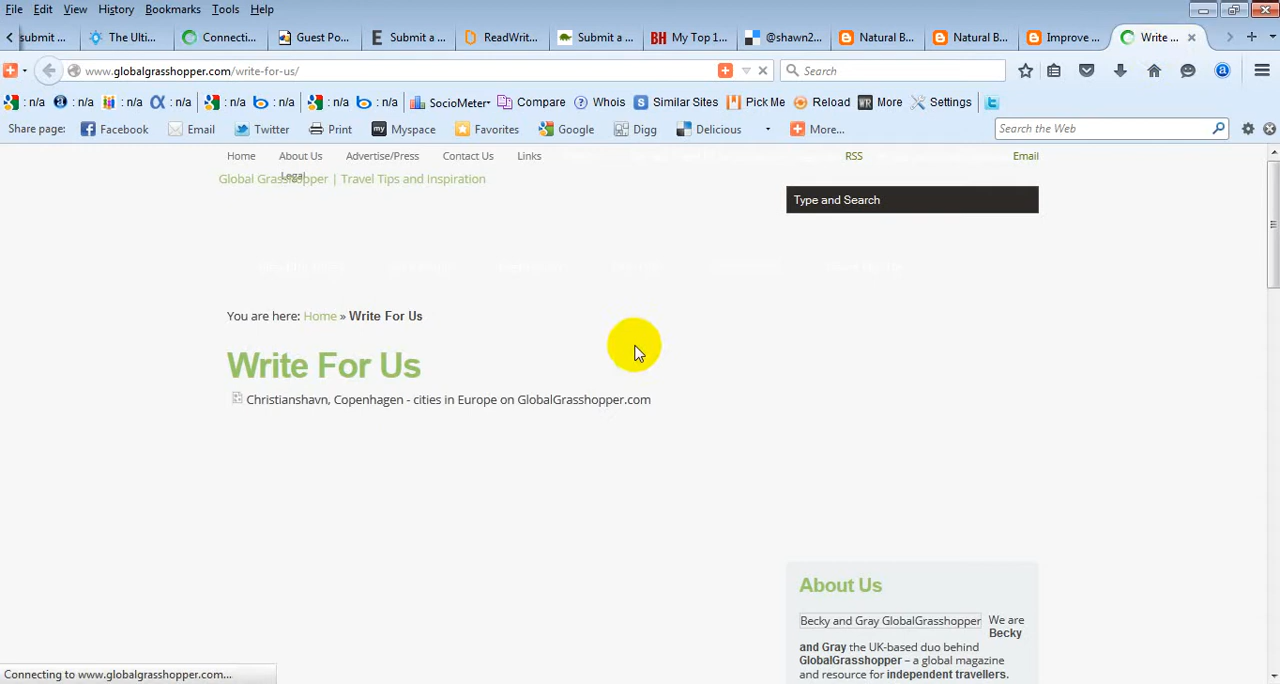 File Edit View History Bookmarks Tools Help
submit ... The Ulti... Connecti... Guest Po... Submit a ... ReadWrit... Submit a ... BH My Top 1... @shawn2... Natural B... Natural B... Improve ... Write ...
www.globalgrasshopper.com/write-for-us/ Search
: n/a : n/a : n/a : n/a : n/a : n/a : n/a : n/a SocioMeter Compare Whois Similar Sites Pick Me Reload WR More Settings
Share page: Facebook Email Twitter Print my Myspace Favorites Google Digg Delicious More... Search the Web
Home About Us Advertise/Press Contact Us Links RSS Email
Legal
Global Grasshopper | Travel Tips and Inspiration
Type and Search
You are here: Home » Write For Us
Write For Us
Christianshavn, Copenhagen - cities in Europe on GlobalGrasshopper.com
About Us
Becky and Gray GlobalGrasshopper We are
Becky
and Gray the UK-based duo behind
GlobalGrasshopper – a global magazine
and resource for independent travellers.
Connecting to www.globalgrasshopper.com...